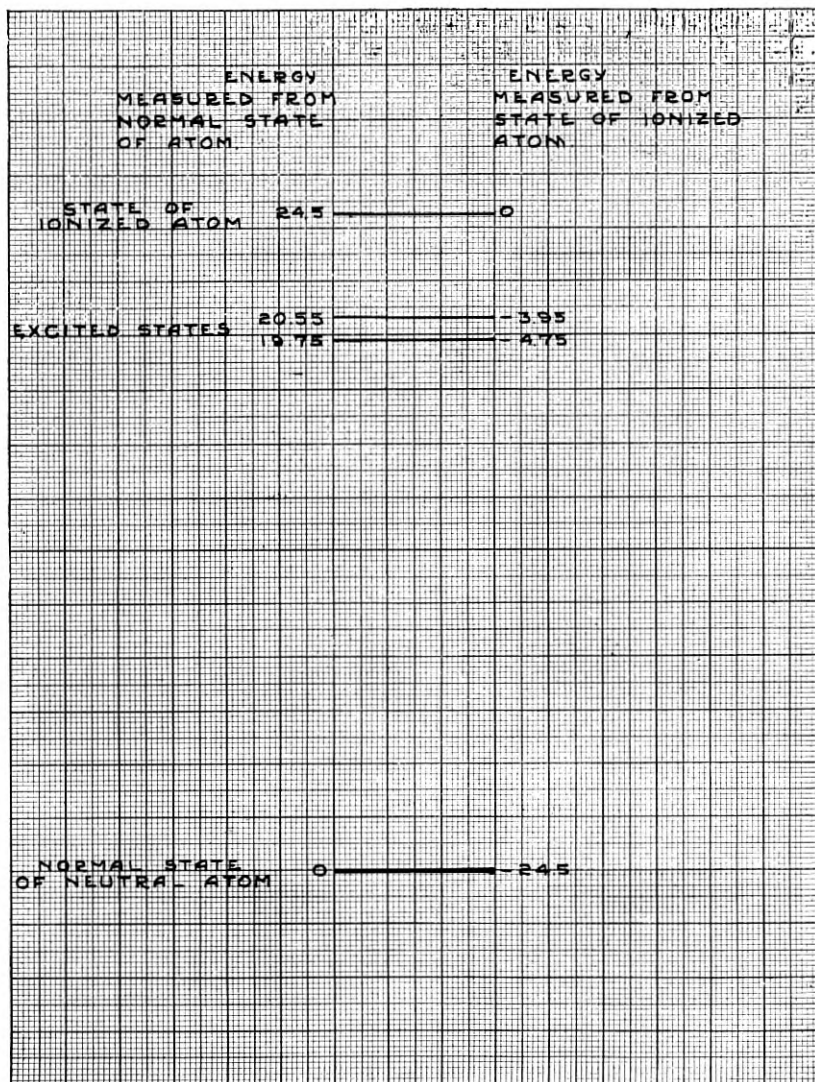 ENERGY
MEASURED FROM
NORMAL STATE
OF ATOM.
ENERGY
MEASURED FROM
STATE OF IONIZED
ATOM.
STATE OF
IONIZED ATOM
24.5
0
EXCITED STATES
20.55
- 3.95
19.75
- 4.75
NORMAL STATE
OF NEUTRAL ATOM
0
- 24.5